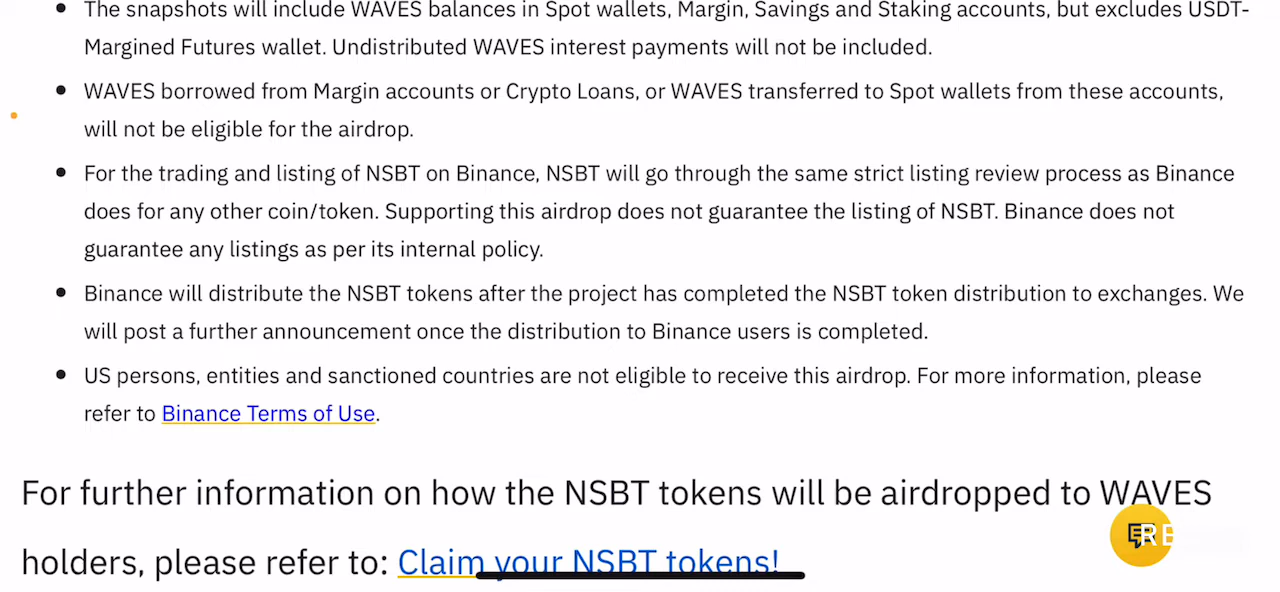 The snapshots will include WAVES balances in Spot wallets, Margin, Savings and Staking accounts, but excludes USDT-
Margined Futures wallet. Undistributed WAVES interest payments will not be included.
WAVES borrowed from Margin accounts or Crypto Loans, or WAVES transferred to Spot wallets from these accounts,
will not be eligible for the airdrop.
For the trading and listing of NSBT on Binance, NSBT will go through the same strict listing review process as Binance
does for any other coin/token. Supporting this airdrop does not guarantee the listing of NSBT. Binance does not
guarantee any listings as per its internal policy.
Binance will distribute the NSBT tokens after the project has completed the NSBT token distribution to exchanges. We
will post a further announcement once the distribution to Binance users is completed.
US persons, entities and sanctioned countries are not eligible to receive this airdrop. For more information, please
refer to Binance Terms of Use.
For further information on how the NSBT tokens will be airdropped to WAVES
holders, please refer to: Claim your NSBT tokens!